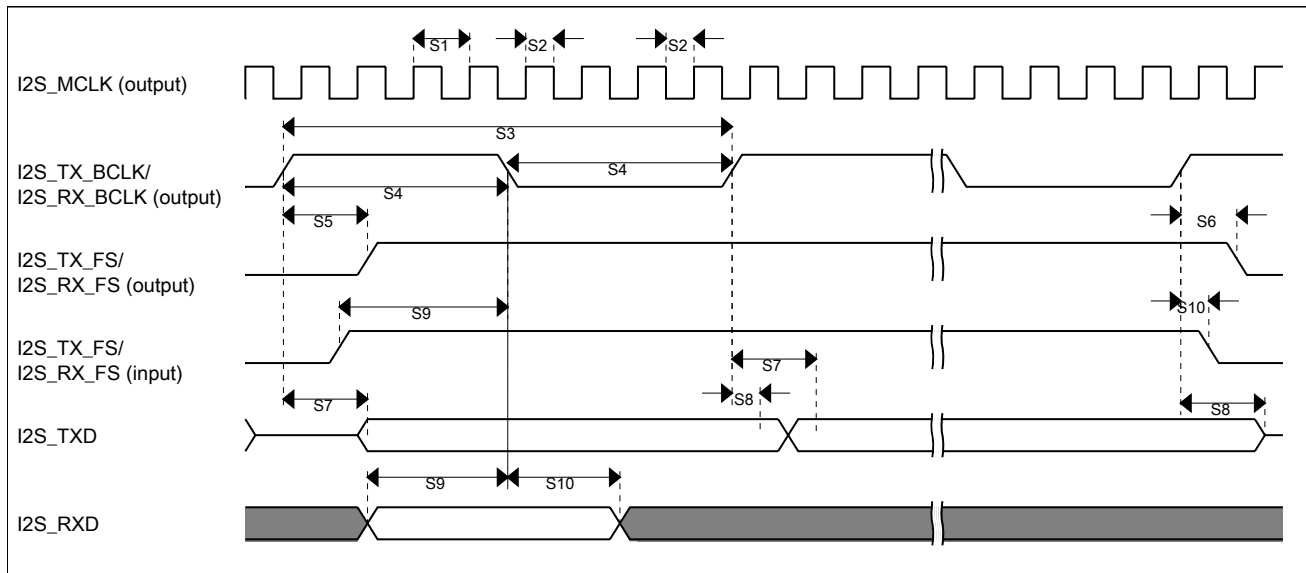 S1
S2
S2
I2S_MCLK (output)
S3
I2S_TX_BCLK/
I2S_RX_BCLK (output)
S4
S4
S5
S6
I2S_TX_FS/
I2S_RX_FS (output)
S9
S10
I2S_TX_FS/
I2S_RX_FS (input)
S7
S8
S7
S8
I2S_TXD
S9
S10
I2S_RXD